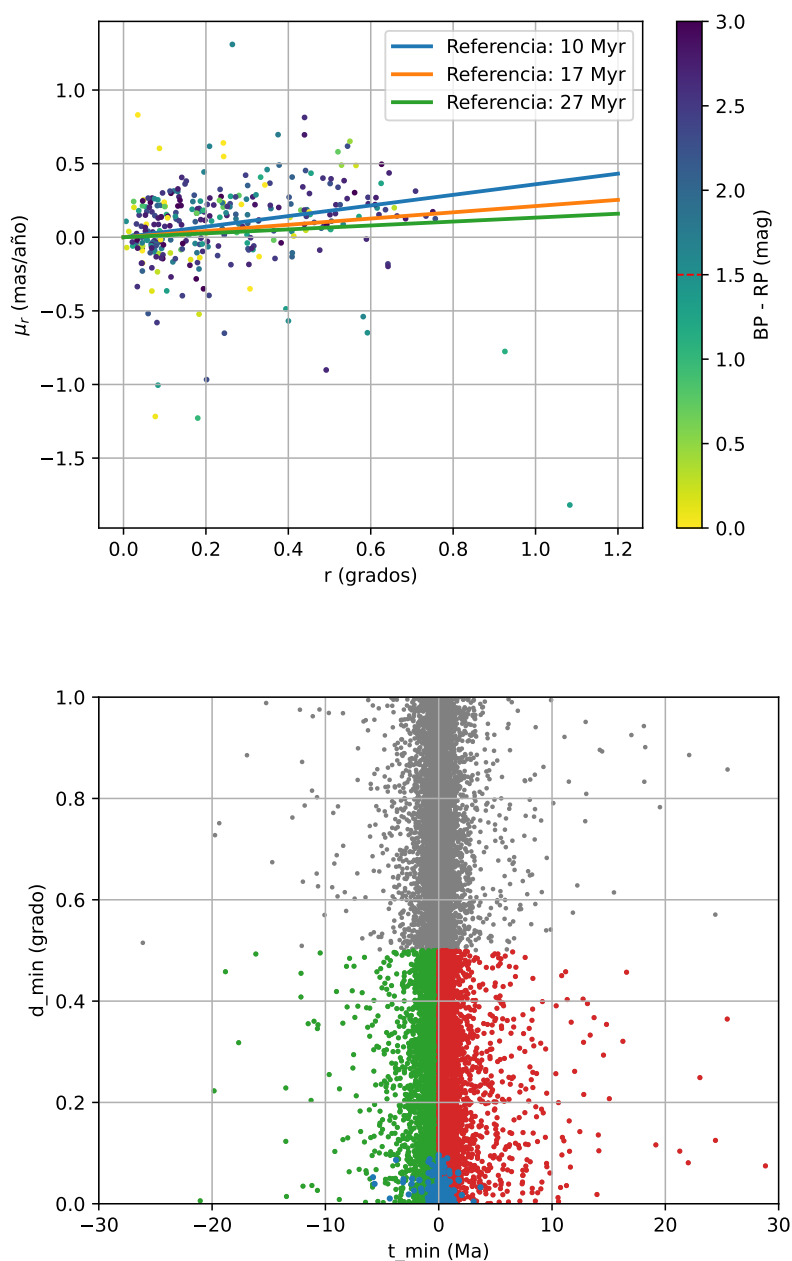 Referencia: 10 Myr
Referencia: 17 Myr
Referencia: 27 Myr
1.0
0.5
0.0
−0.5
−1.0
−1.5
μr (mas/año)
0.0 0.2 0.4 0.6 0.8 1.0 1.2
r (grados)
3.0
2.5
2.0
1.5
1.0
0.5
0.0
BP - RP (mag)
1.0
0.8
0.6
0.4
0.2
0.0
d_min (grado)
−30 −20 −10 0 10 20 30
t_min (Ma)